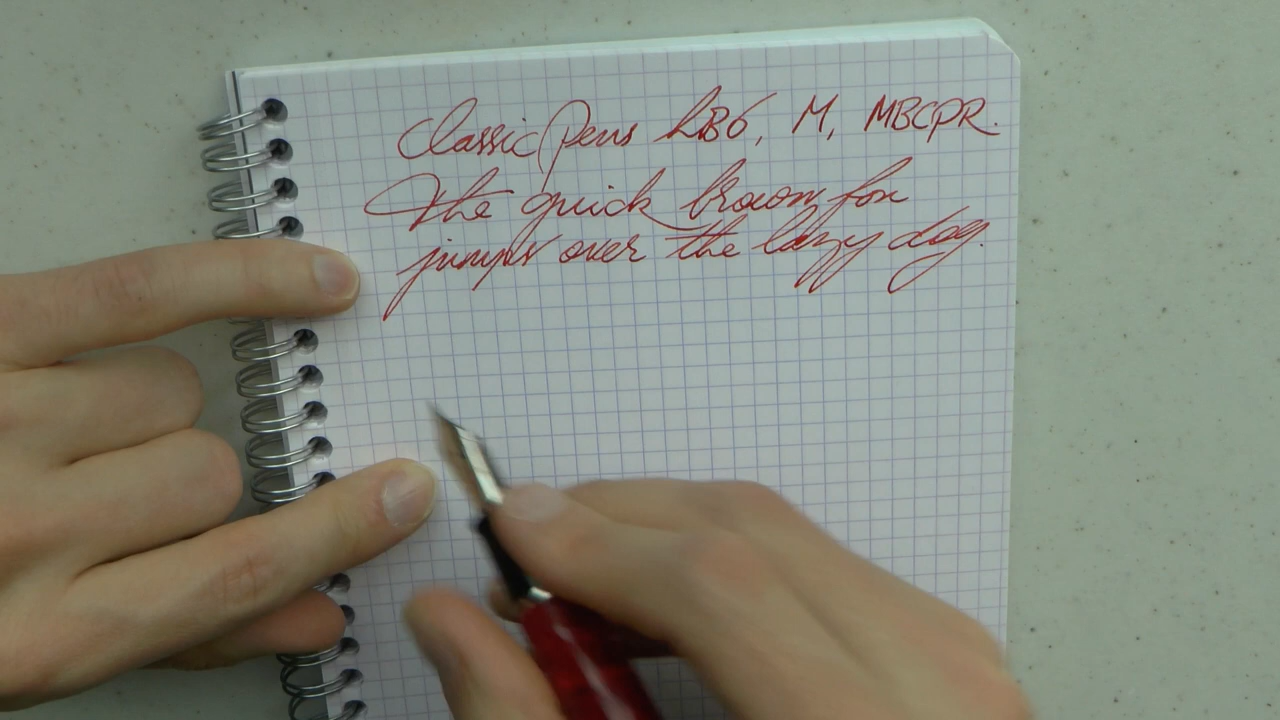 Classic Pens LB6, M, MBCPR.
The quick brown fox
jumps over the lazy dog.